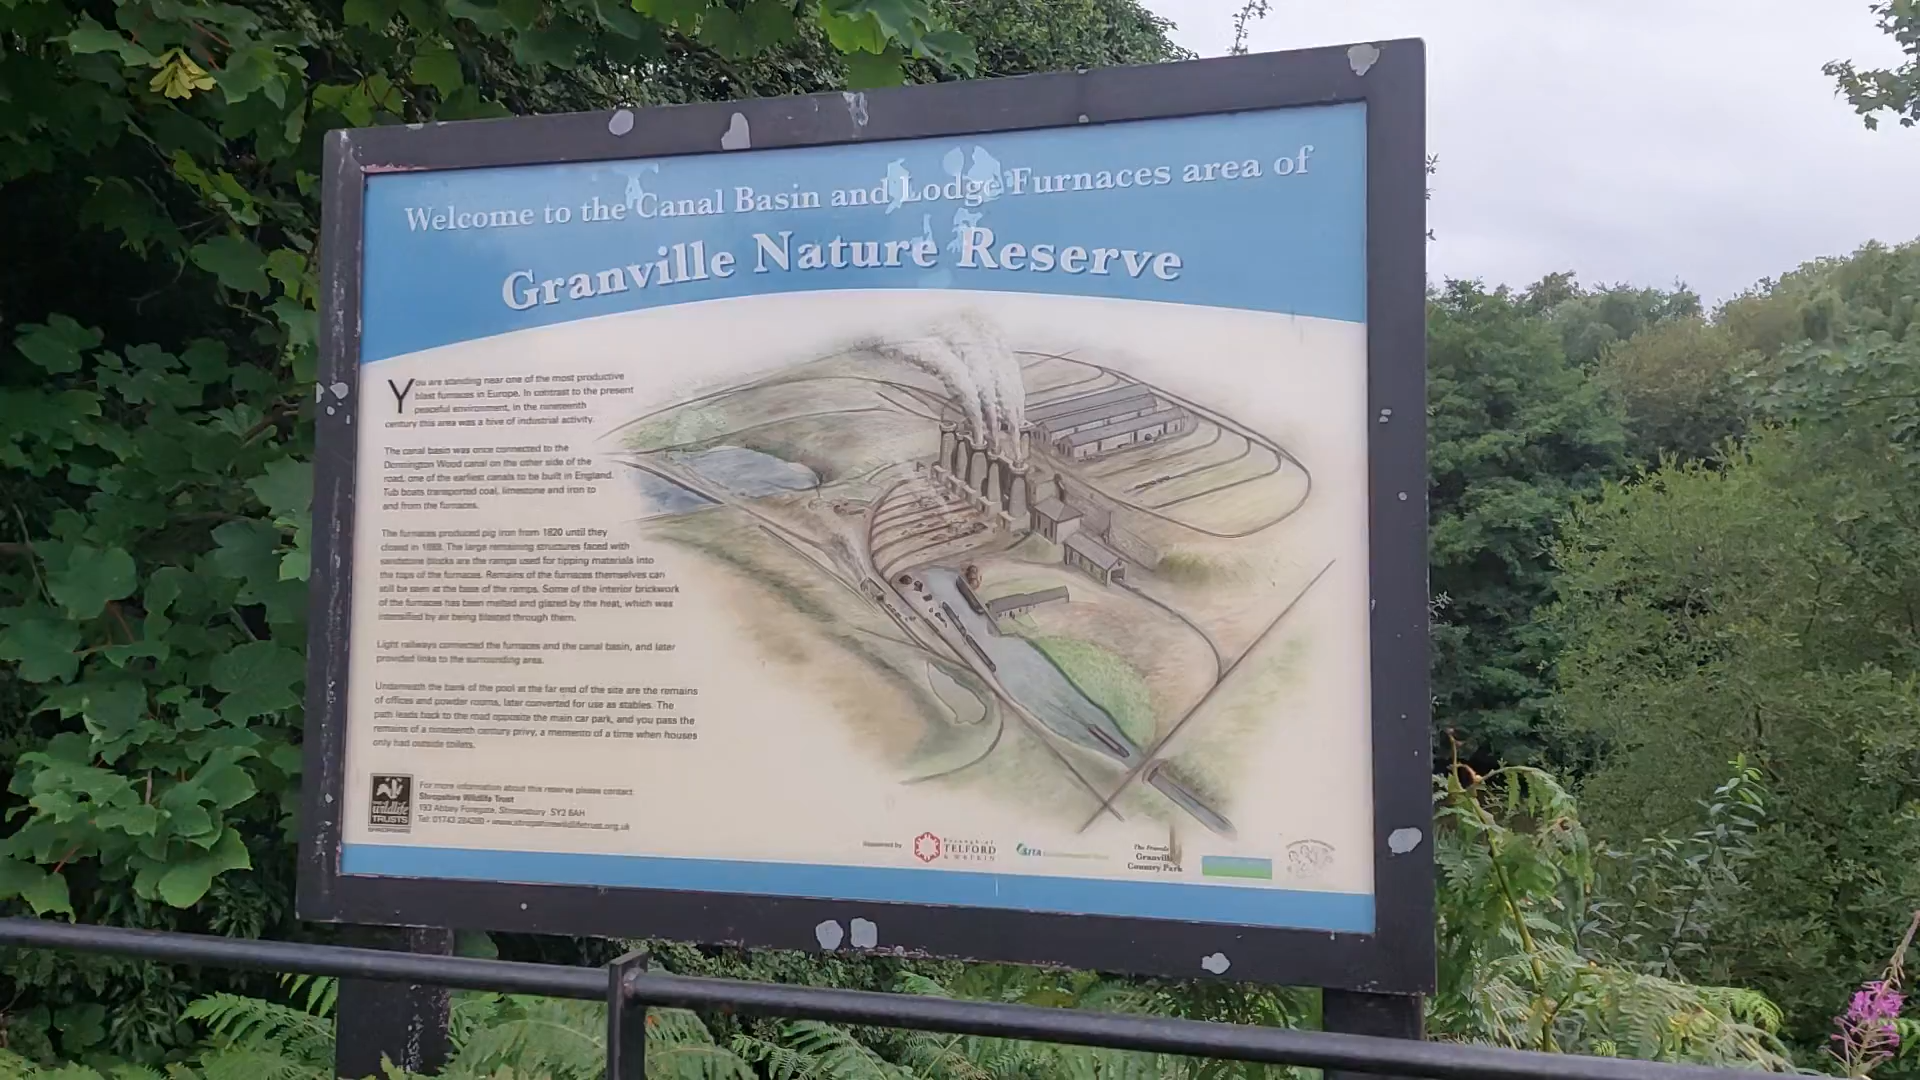 Welcome to the Canal Basin and Lodge Furnaces area of
Granville Nature Reserve
You are standing near one of the most productive
blast furnaces in Europe. In contrast to the present
peaceful environment, in the nineteenth
century this area was a hive of industrial activity.
The canal basin was once connected to the
Donnington Wood canal on the other side of the
road, one of the earliest canals to be built in England.
Tub boats transported coal, limestone and iron to
and from the furnaces.
The furnaces produced pig iron from 1820 until they
closed in 1888. The large remaining structures faced with
sandstone blocks are the ramps used for tipping materials into
the tops of the furnaces. Remains of the furnaces themselves can
still be seen at the base of the ramps. Some of the interior brickwork
of the furnaces has been melted and glazed by the heat, which was
intensified by air being blasted through them.
Light railways connected the furnaces and the canal basin, and later
provided links to the surrounding area.
Underneath the bank of the pool at the far end of the site are the remains
of offices and powder rooms, later converted for use as stables. The
path leads back to the road opposite the main car park, and you pass the
remains of a nineteenth century privy, a memento of a time when houses
only had outside toilets.
For more information about this reserve please contact
Shropshire Wildlife Trust
193 Abbey Foregate, Shrewsbury SY2 6AH
Tel: 01743 284280 • www.shropshirewildlifetrust.org.uk
wildlife
TRUSTS
Supported by
Borough of
TELFORD
& WREKIN
SITA
The Friends
Granville
Country Park